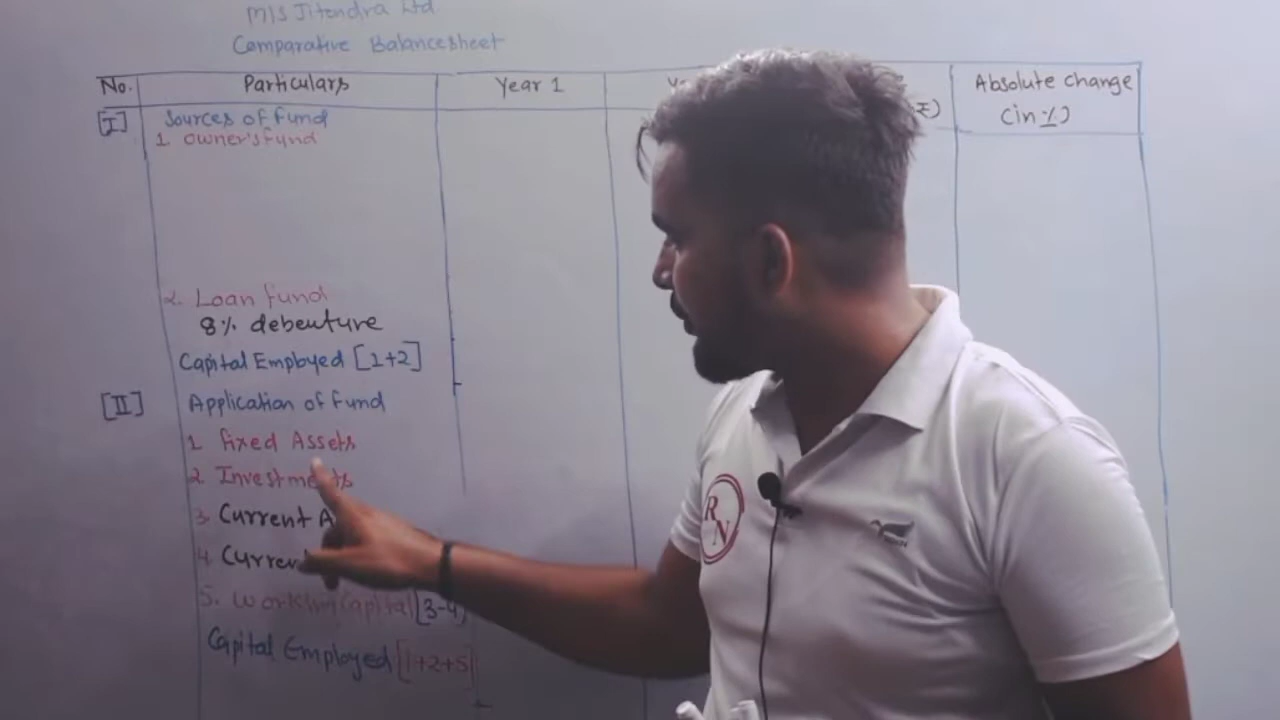 M/S Jitendra Ltd
Comparative Balancesheet
No. Particulars Year 1 Absolute change
(in %)
[I] Sources of fund
1. owner's fund
2. Loan fund
8% debenture
Capital Employed [1+2]
[II] Application of fund
1. fixed Assets
2. Investments
3. Current A
4. Curren
5. Working Capital [3-4]
Capital Employed [1+2+5]
RN